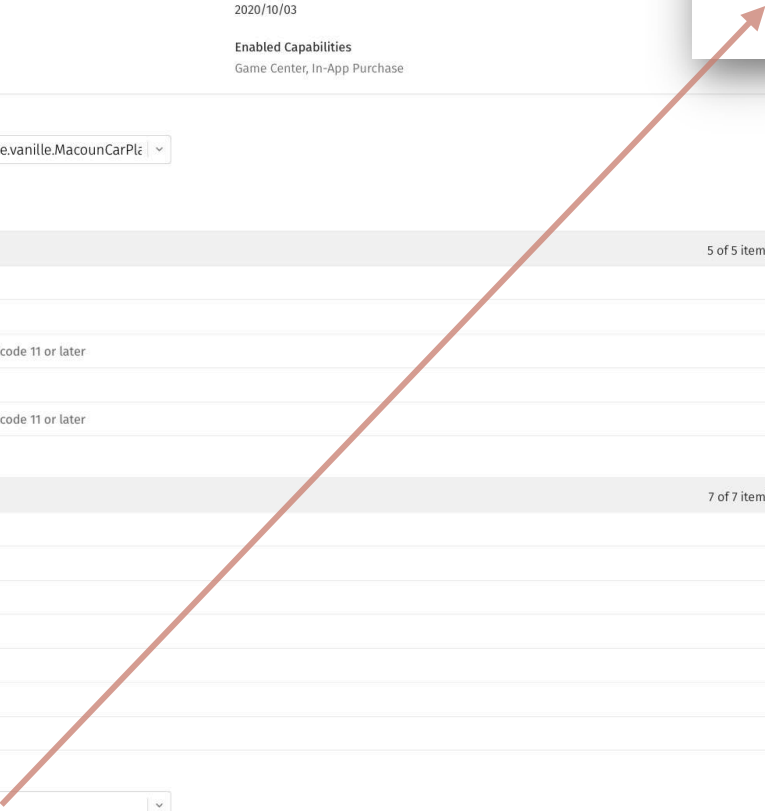 2020/10/03
Enabled Capabilities
Game Center, In-App Purchase
e.vanille.MacounCarPla
5 of 5 item
code 11 or later
code 11 or later
7 of 7 item